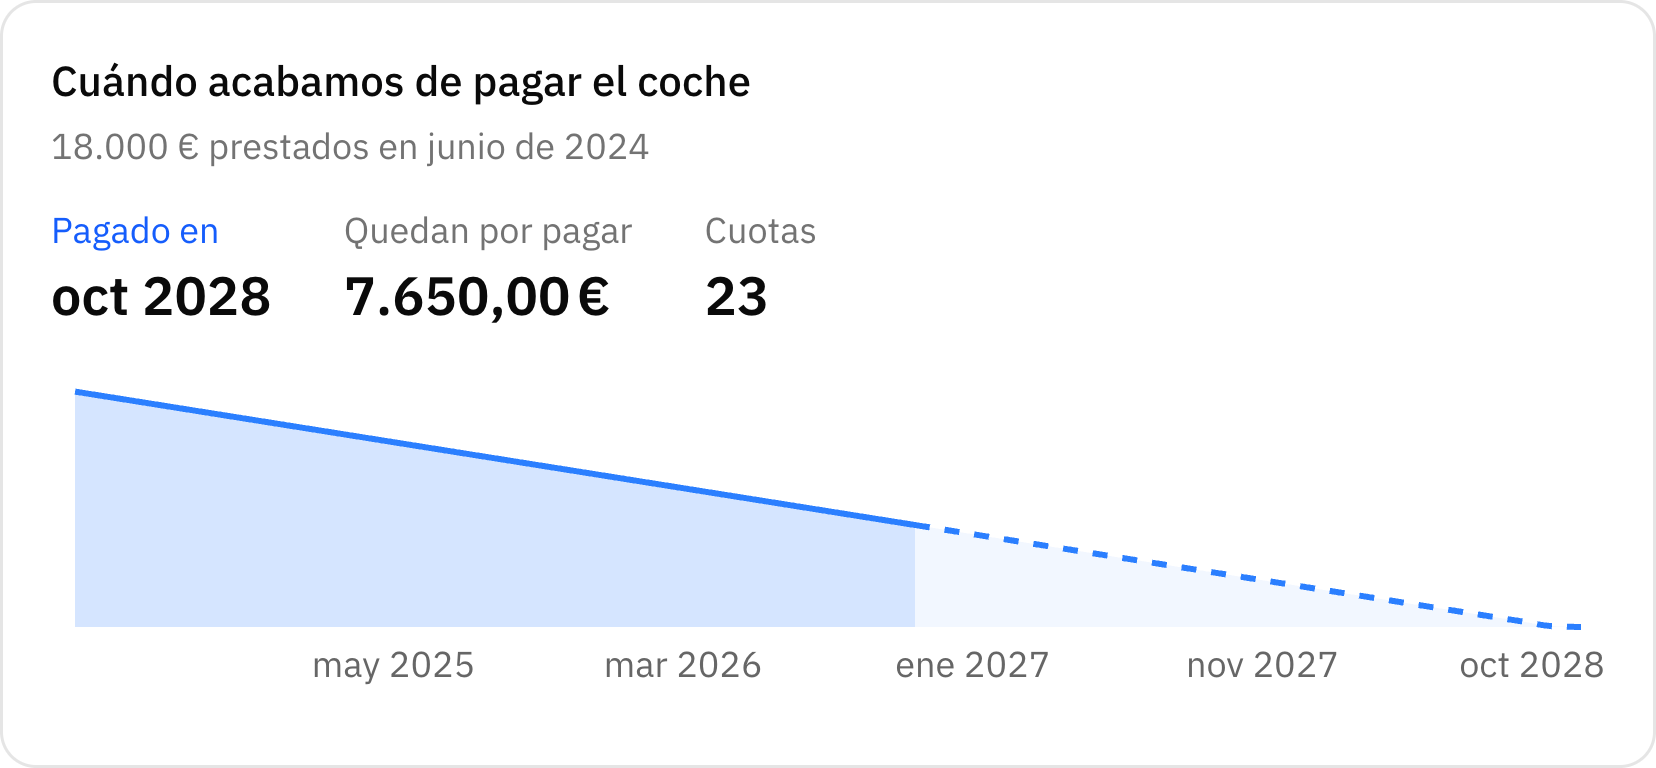 Cuándo acabamos de pagar el coche
18.000 € prestados en junio de 2024
Pagado en
oct 2028
Quedan por pagar
7.650,00 €
Cuotas
23
may 2025
mar 2026
ene 2027
nov 2027
oct 2028